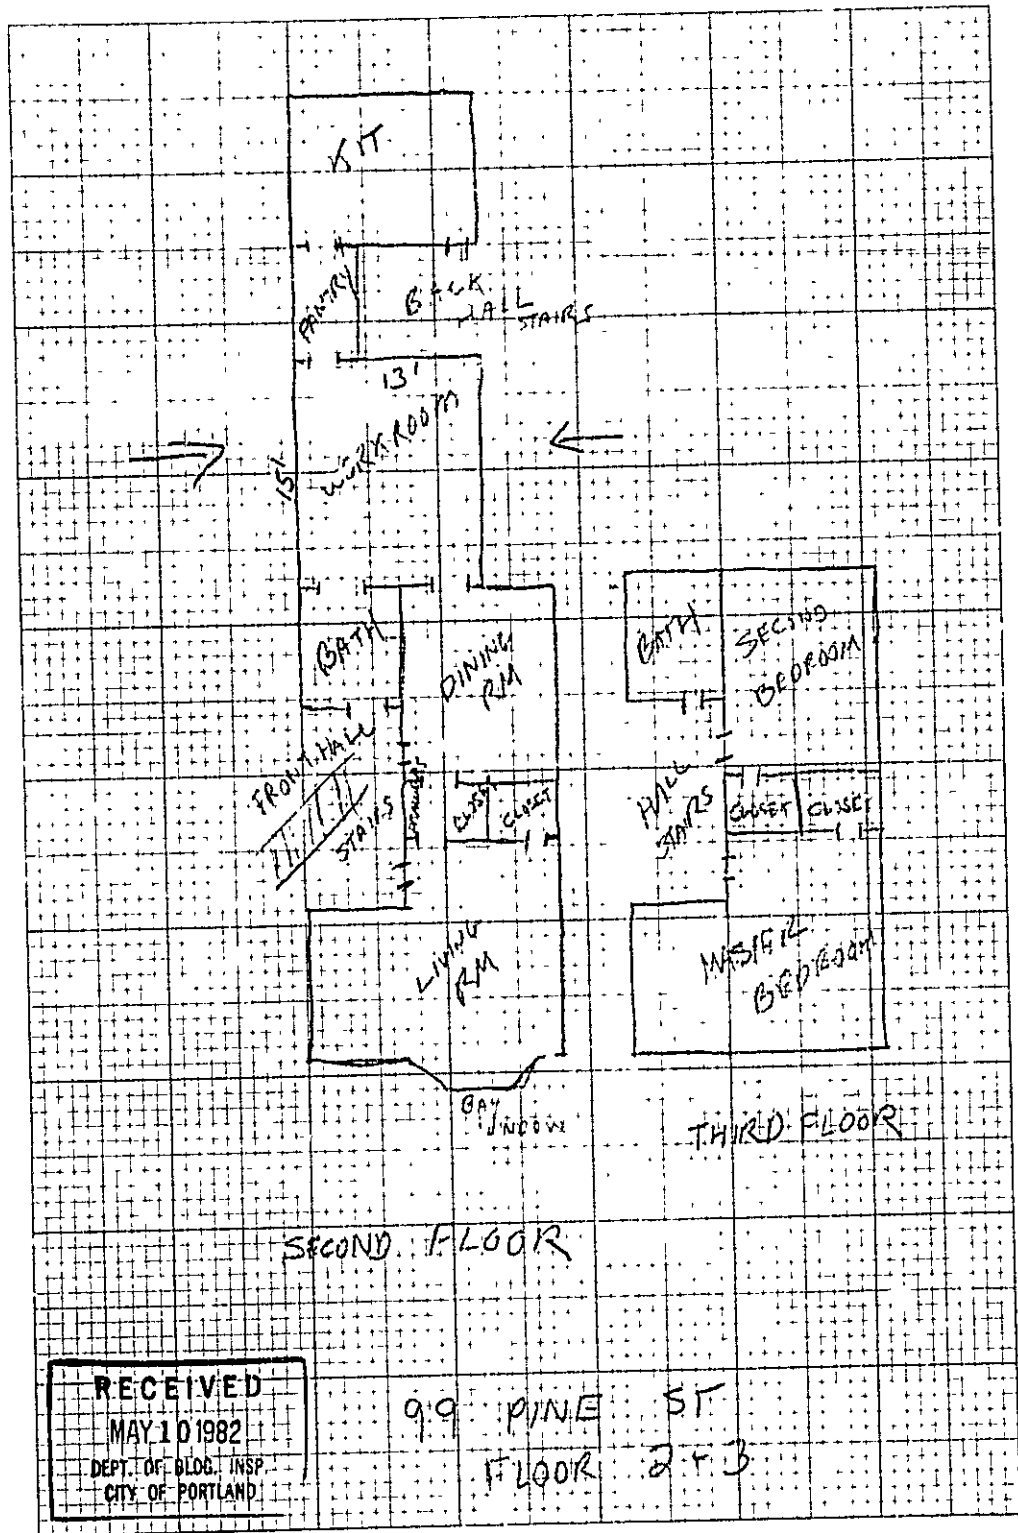 KIT.
PANTRY
BACK
HALL
STAIRS
13'
WORK ROOM
15'
BATH
DINING
RM
FRONT HALL
STAIRS
CLOSET
CLOSET
LIVING
RM
BAY
WINDOW
SECOND FLOOR
BATH
SECOND
BEDROOM
HALL
STAIRS
CLOSET
CLOSET
MASTER
BEDROOM
THIRD FLOOR
RECEIVED
MAY 10 1982
DEPT. OF BLDG. INSP.
CITY OF PORTLAND
99 PINE ST
FLOOR 2 + 3